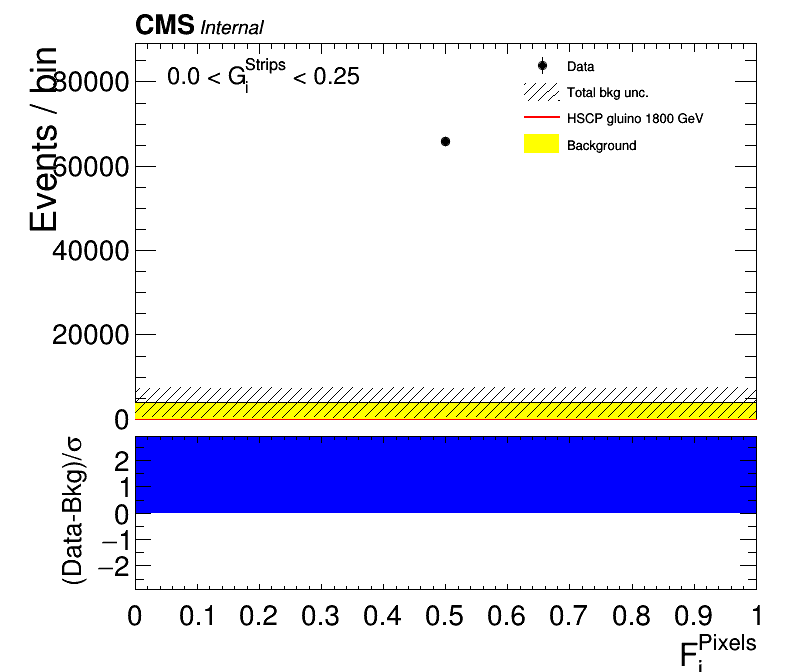 CMS Internal
Events / bin
0.0 < G_i^Strips < 0.25
Data
Total bkg unc.
HSCP gluino 1800 GeV
Background
80000
60000
40000
20000
0
(Data-Bkg)/σ
2
1
0
−1
−2
0 0.1 0.2 0.3 0.4 0.5 0.6 0.7 0.8 0.9 1
F_i^Pixels